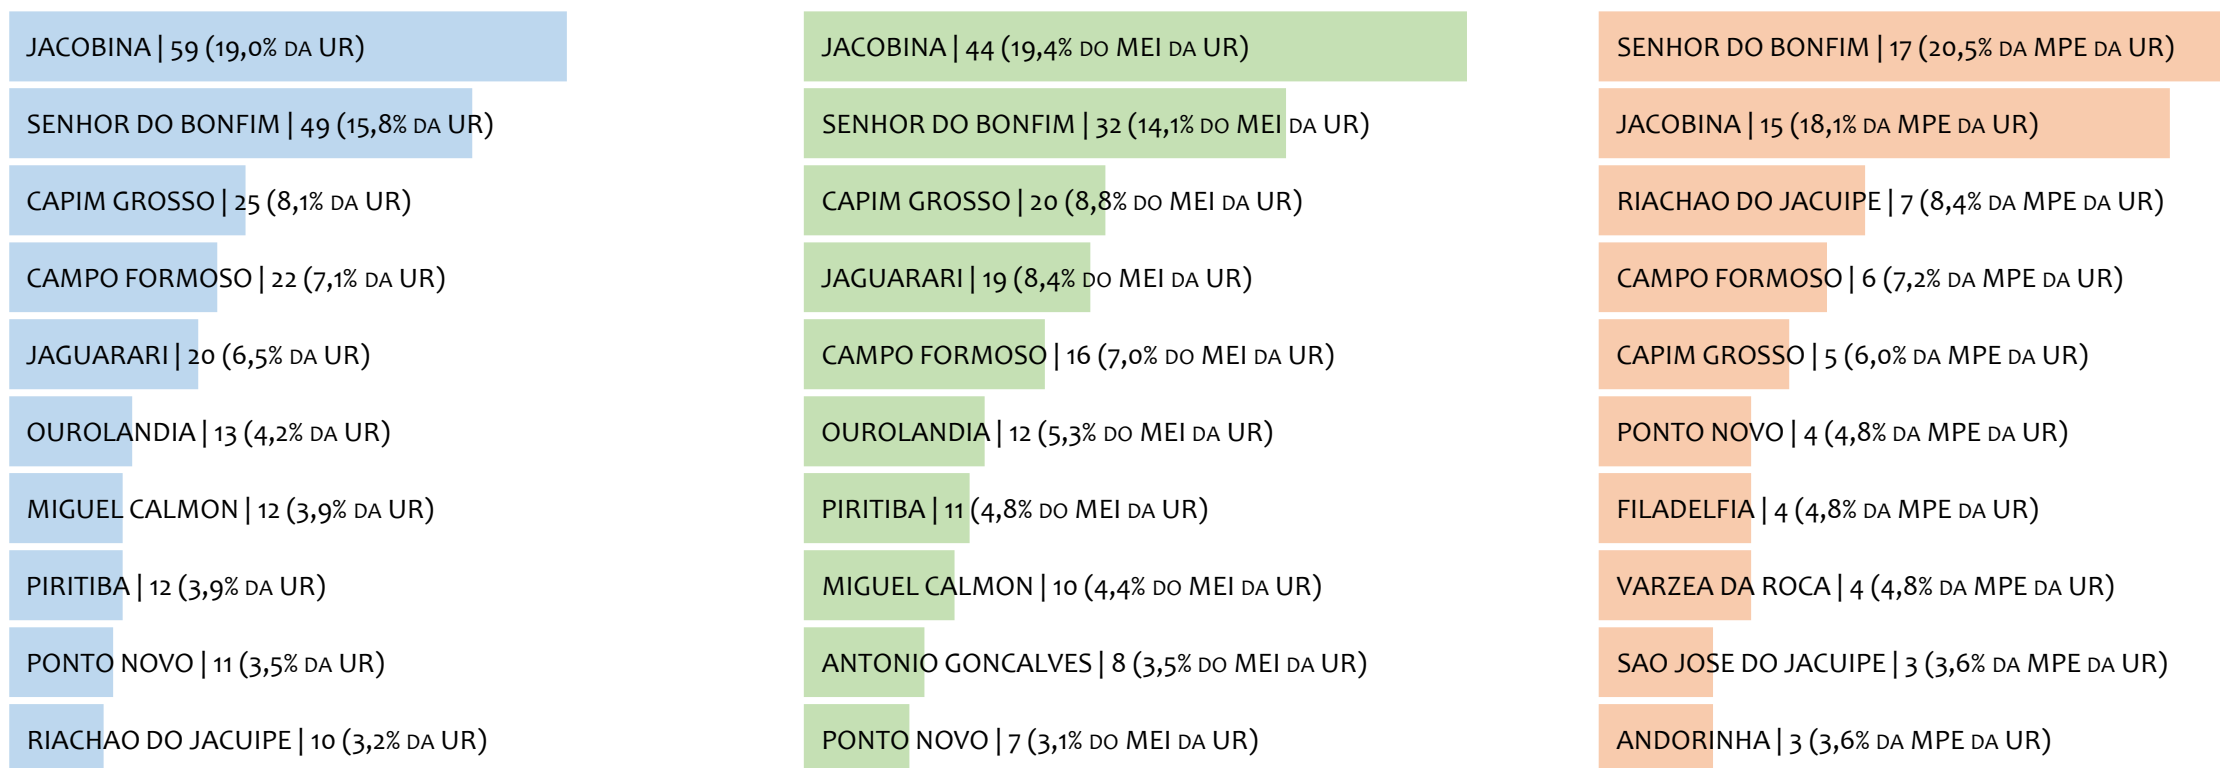 JACOBINA | 59 (19,0% DA UR)
SENHOR DO BONFIM | 49 (15,8% DA UR)
CAPIM GROSSO | 25 (8,1% DA UR)
CAMPO FORMOSO | 22 (7,1% DA UR)
JAGUARARI | 20 (6,5% DA UR)
OUROLANDIA | 13 (4,2% DA UR)
MIGUEL CALMON | 12 (3,9% DA UR)
PIRITIBA | 12 (3,9% DA UR)
PONTO NOVO | 11 (3,5% DA UR)
RIACHAO DO JACUIPE | 10 (3,2% DA UR)
JACOBINA | 44 (19,4% DO MEI DA UR)
SENHOR DO BONFIM | 32 (14,1% DO MEI DA UR)
CAPIM GROSSO | 20 (8,8% DO MEI DA UR)
JAGUARARI | 19 (8,4% DO MEI DA UR)
CAMPO FORMOSO | 16 (7,0% DO MEI DA UR)
OUROLANDIA | 12 (5,3% DO MEI DA UR)
PIRITIBA | 11 (4,8% DO MEI DA UR)
MIGUEL CALMON | 10 (4,4% DO MEI DA UR)
ANTONIO GONCALVES | 8 (3,5% DO MEI DA UR)
PONTO NOVO | 7 (3,1% DO MEI DA UR)
SENHOR DO BONFIM | 17 (20,5% DA MPE DA UR)
JACOBINA | 15 (18,1% DA MPE DA UR)
RIACHAO DO JACUIPE | 7 (8,4% DA MPE DA UR)
CAMPO FORMOSO | 6 (7,2% DA MPE DA UR)
CAPIM GROSSO | 5 (6,0% DA MPE DA UR)
PONTO NOVO | 4 (4,8% DA MPE DA UR)
FILADELFIA | 4 (4,8% DA MPE DA UR)
VARZEA DA ROCA | 4 (4,8% DA MPE DA UR)
SAO JOSE DO JACUIPE | 3 (3,6% DA MPE DA UR)
ANDORINHA | 3 (3,6% DA MPE DA UR)